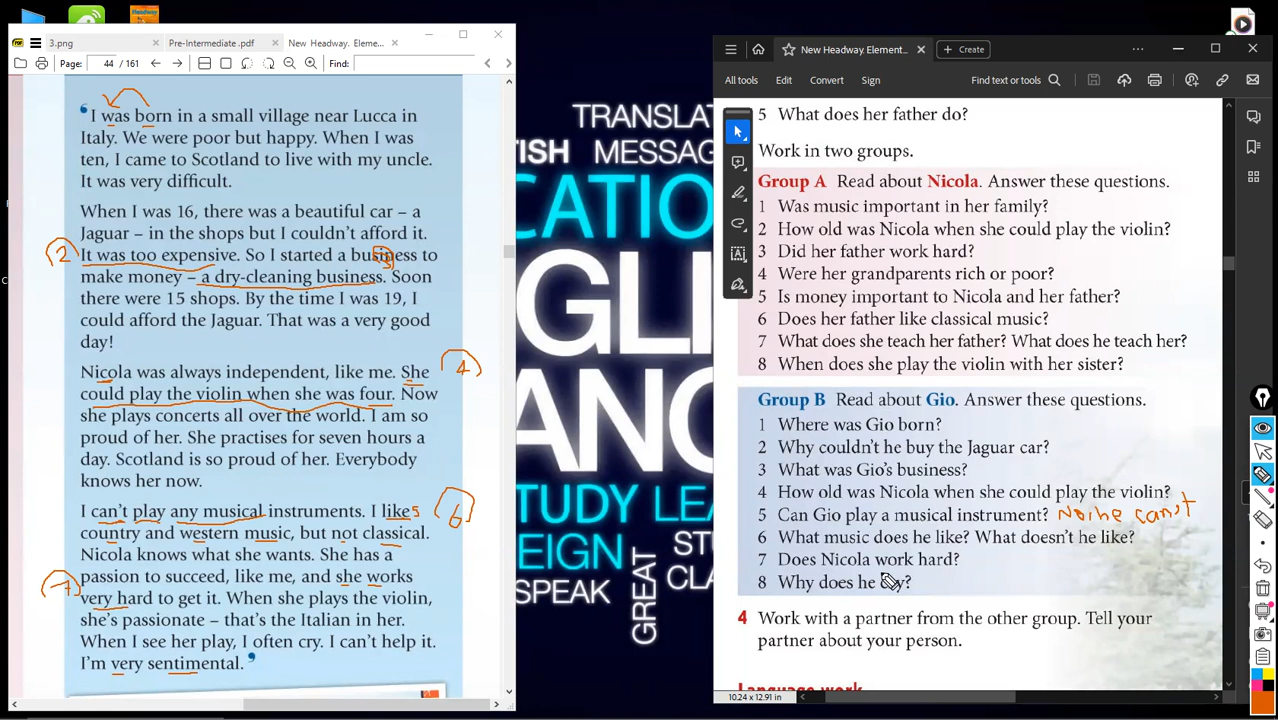 3.png
Pre-Intermediate .pdf
New Headway. Eleme...
Page: 44 / 161
Find:
‘I was born in a small village near Lucca in
Italy. We were poor but happy. When I was
ten, I came to Scotland to live with my uncle.
It was very difficult.
When I was 16, there was a beautiful car – a
Jaguar – in the shops but I couldn't afford it.
2 It was too expensive. So I started a business to 3
make money – a dry-cleaning business. Soon
there were 15 shops. By the time I was 19, I
could afford the Jaguar. That was a very good
day!
Nicola was always independent, like me. She 4
could play the violin when she was four. Now
she plays concerts all over the world. I am so
proud of her. She practises for seven hours a
day. Scotland is so proud of her. Everybody
knows her now.
I can't play any musical instruments. I likes 6
country and western music, but not classical.
Nicola knows what she wants. She has a
7 passion to succeed, like me, and she works
very hard to get it. When she plays the violin,
she's passionate – that's the Italian in her.
When I see her play, I often cry. I can't help it.
I'm very sentimental.’
TRANSLAT
ISH MESSAG
CATIO
GLI
ANG
STUDY LEA
EIGN
GREAT
SPEAK
New Headway. Element...
Create
All tools Edit Convert Sign
Find text or tools
5 What does her father do?
Work in two groups.
Group A Read about Nicola. Answer these questions.
1 Was music important in her family?
2 How old was Nicola when she could play the violin?
3 Did her father work hard?
4 Were her grandparents rich or poor?
5 Is money important to Nicola and her father?
6 Does her father like classical music?
7 What does she teach her father? What does he teach her?
8 When does she play the violin with her sister?
Group B Read about Gio. Answer these questions.
1 Where was Gio born?
2 Why couldn't he buy the Jaguar car?
3 What was Gio's business?
4 How old was Nicola when she could play the violin?
5 Can Gio play a musical instrument? No, he can't
6 What music does he like? What doesn't he like?
7 Does Nicola work hard?
8 Why does he y?
4 Work with a partner from the other group. Tell your
partner about your person.
Language work
10.24 x 12.91 in